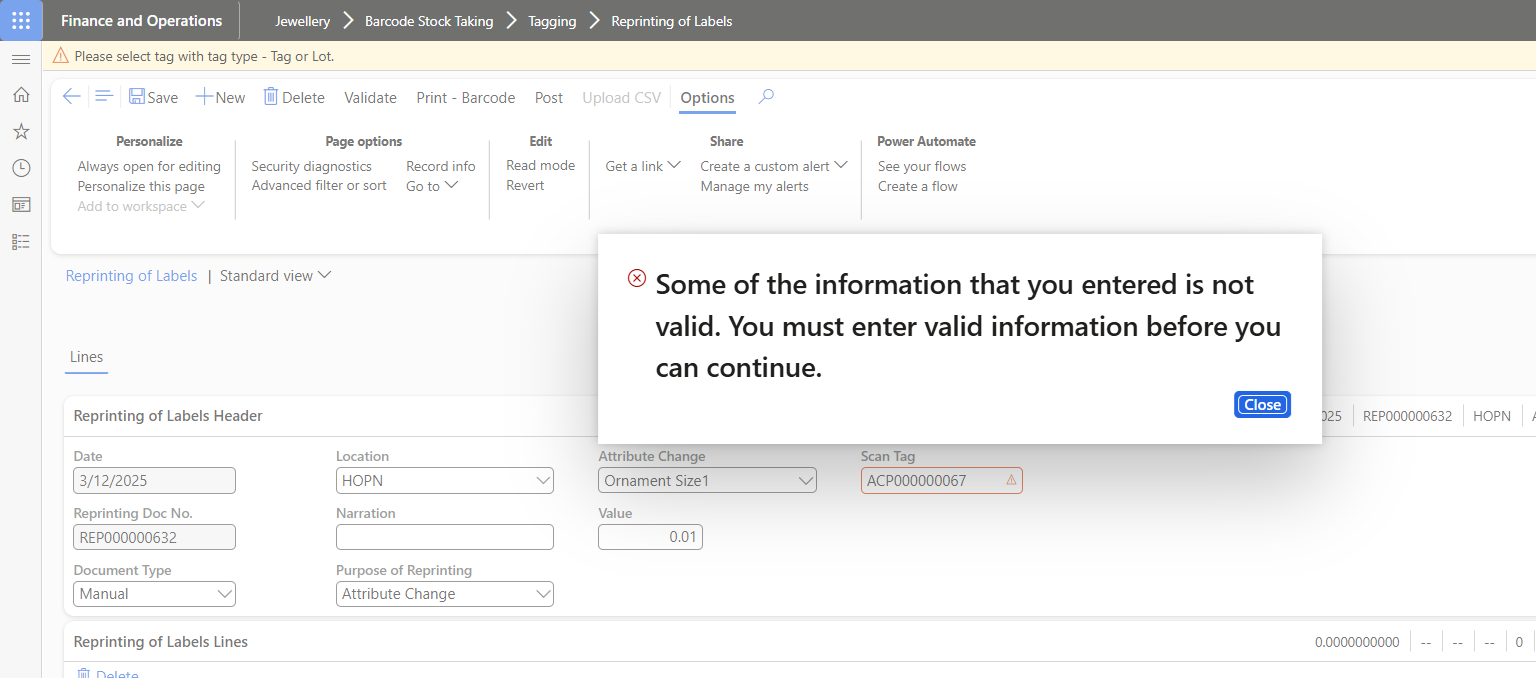 Finance and Operations
Jewellery Barcode Stock Taking Tagging Reprinting of Labels
Please select tag with tag type - Tag or Lot.
Save New Delete Validate Print - Barcode Post Upload CSV Options
Personalize
Always open for editing
Personalize this page
Add to workspace
Page options
Security diagnostics Record info
Advanced filter or sort Go to
Edit
Read mode
Revert
Share
Get a link Create a custom alert
Manage my alerts
Power Automate
See your flows
Create a flow
Reprinting of Labels | Standard view
Some of the information that you entered is not
valid. You must enter valid information before you
can continue.
Close
Lines
Reprinting of Labels Header
REP000000632 HOPN
Date
3/12/2025
Reprinting Doc No.
REP000000632
Document Type
Manual
Location
HOPN
Narration
Purpose of Reprinting
Attribute Change
Attribute Change
Ornament Size1
Value
0.01
Scan Tag
ACP000000067
Reprinting of Labels Lines
0.0000000000 -- -- -- 0
Delete